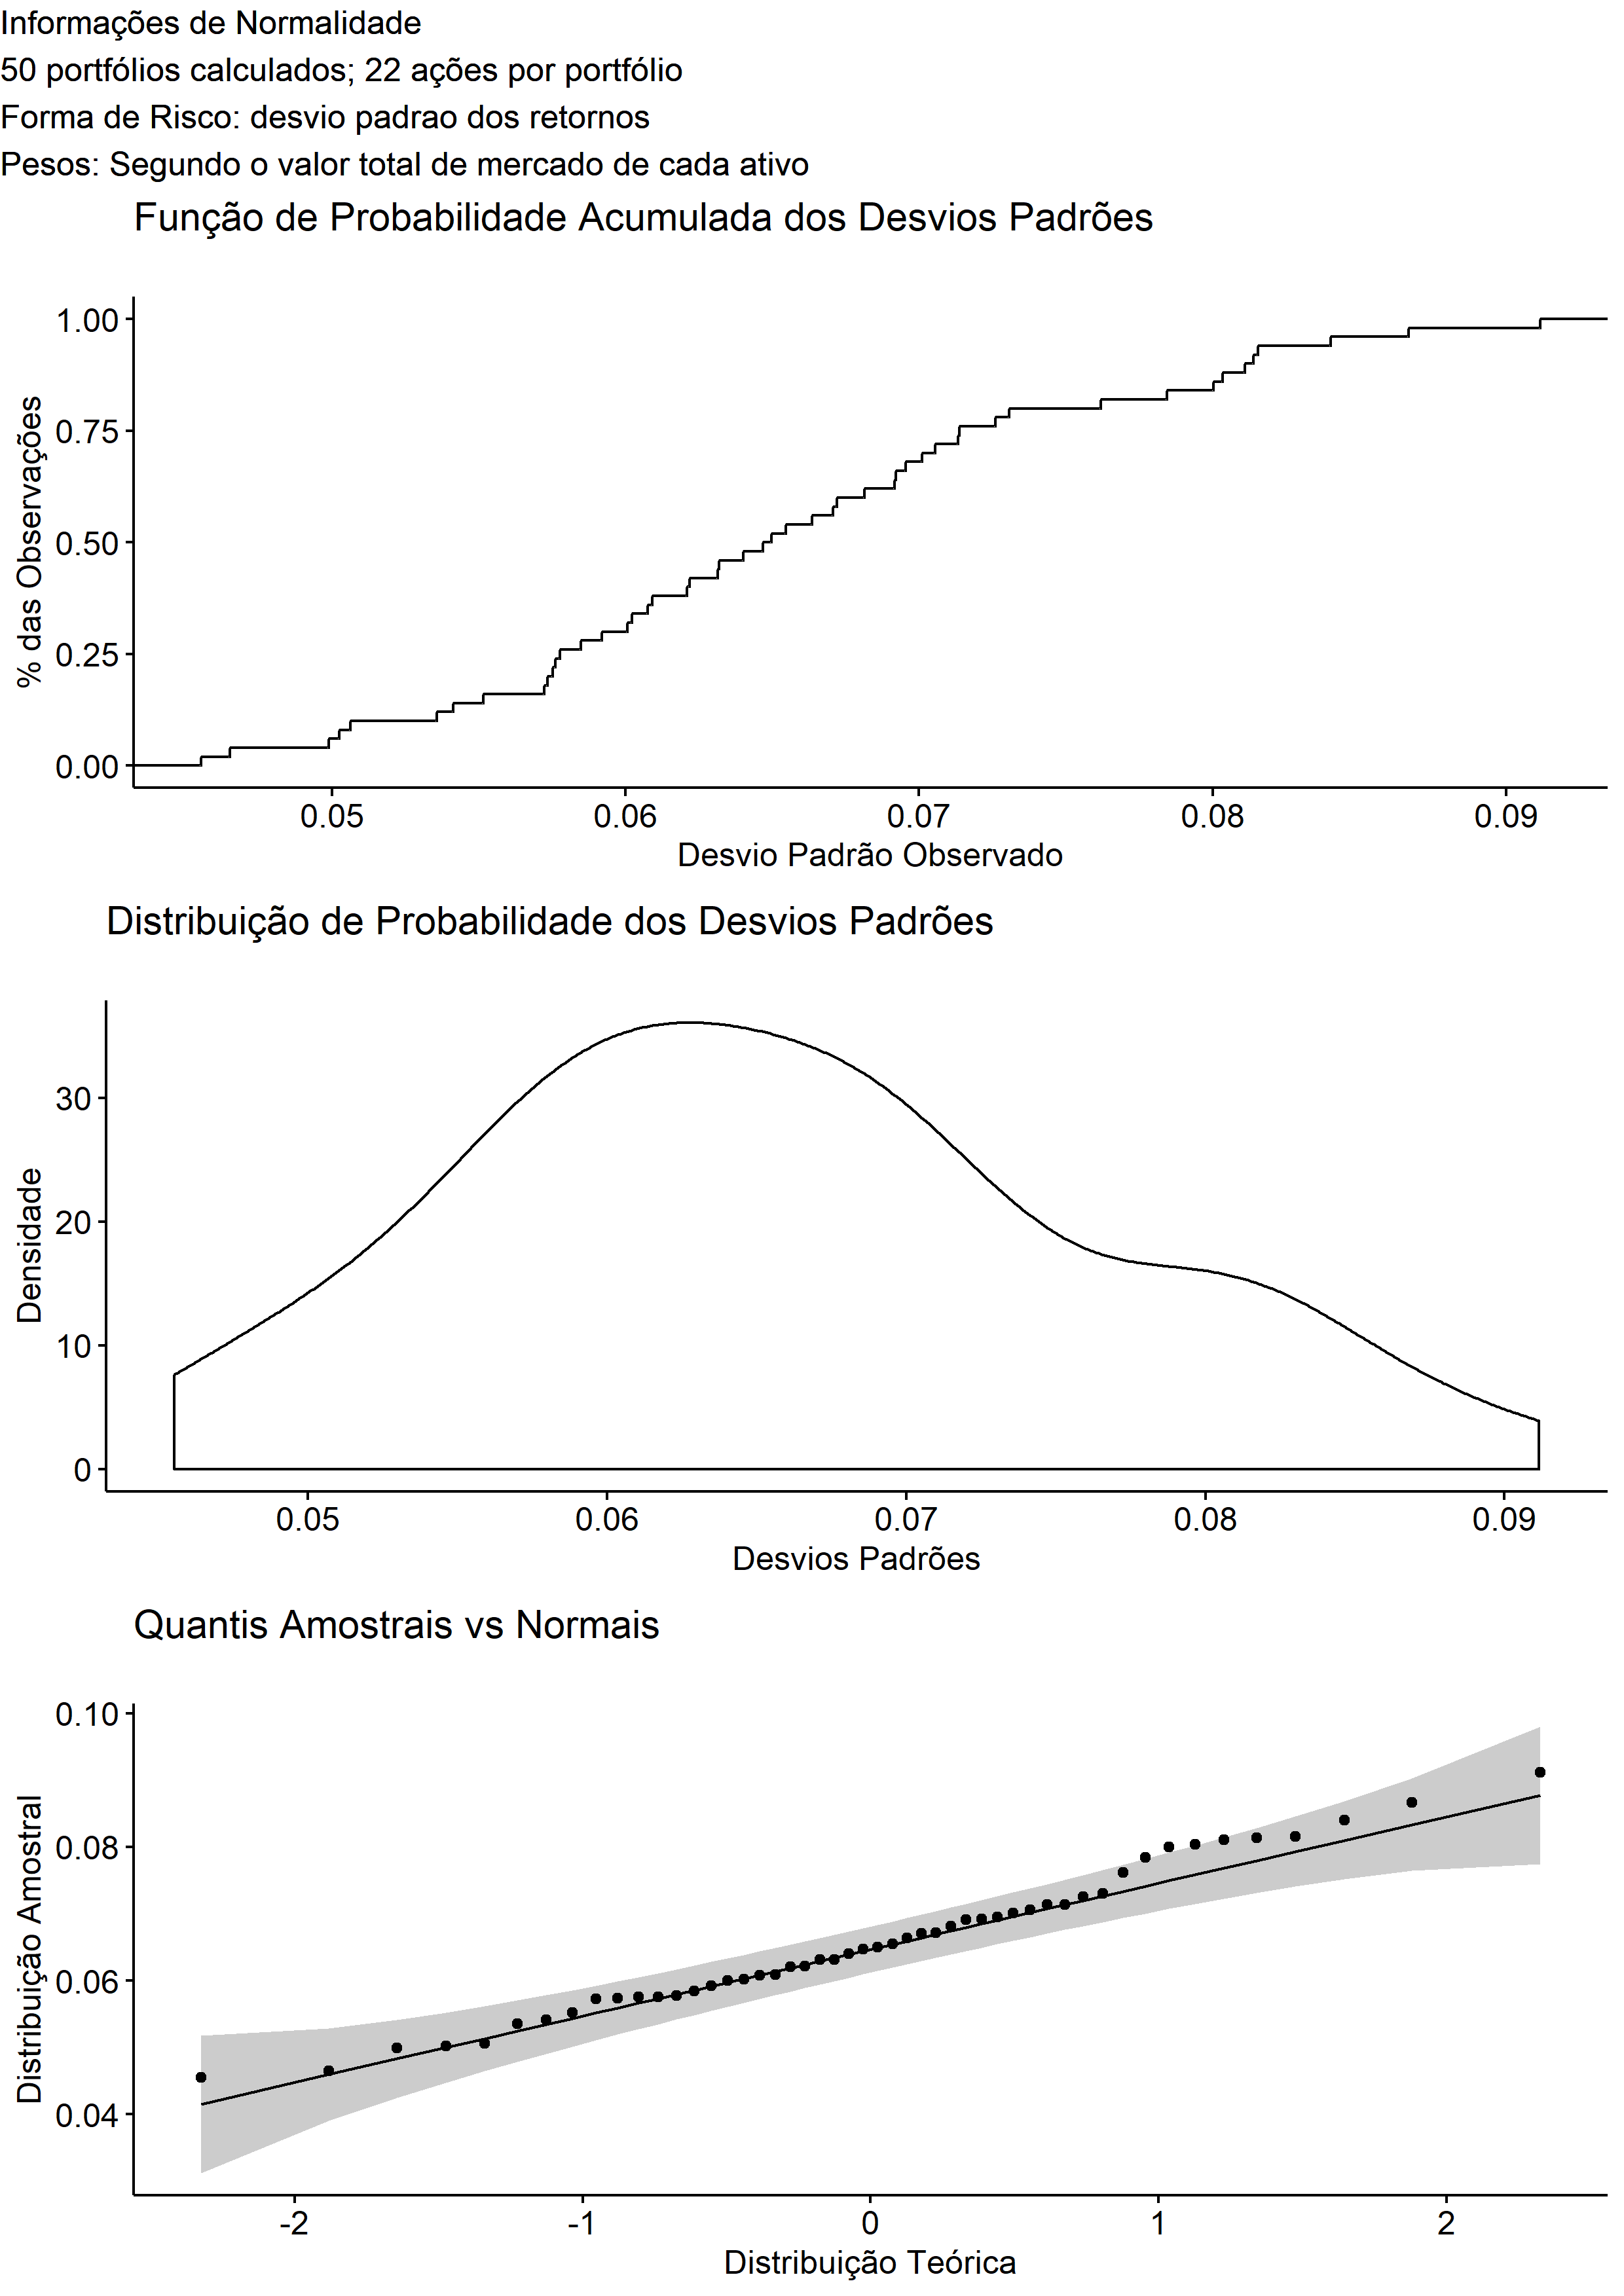 Informações de Normalidade
50 portfólios calculados; 22 ações por portfólio
Forma de Risco: desvio padrao dos retornos
Pesos: Segundo o valor total de mercado de cada ativo
Função de Probabilidade Acumulada dos Desvios Padrões
% das Observações
1.00
0.75
0.50
0.25
0.00
0.05 0.06 0.07 0.08 0.09
Desvio Padrão Observado
Distribuição de Probabilidade dos Desvios Padrões
Densidade
30
20
10
0
0.05 0.06 0.07 0.08 0.09
Desvios Padrões
Quantis Amostrais vs Normais
Distribuição Amostral
0.10
0.08
0.06
0.04
-2 -1 0 1 2
Distribuição Teórica